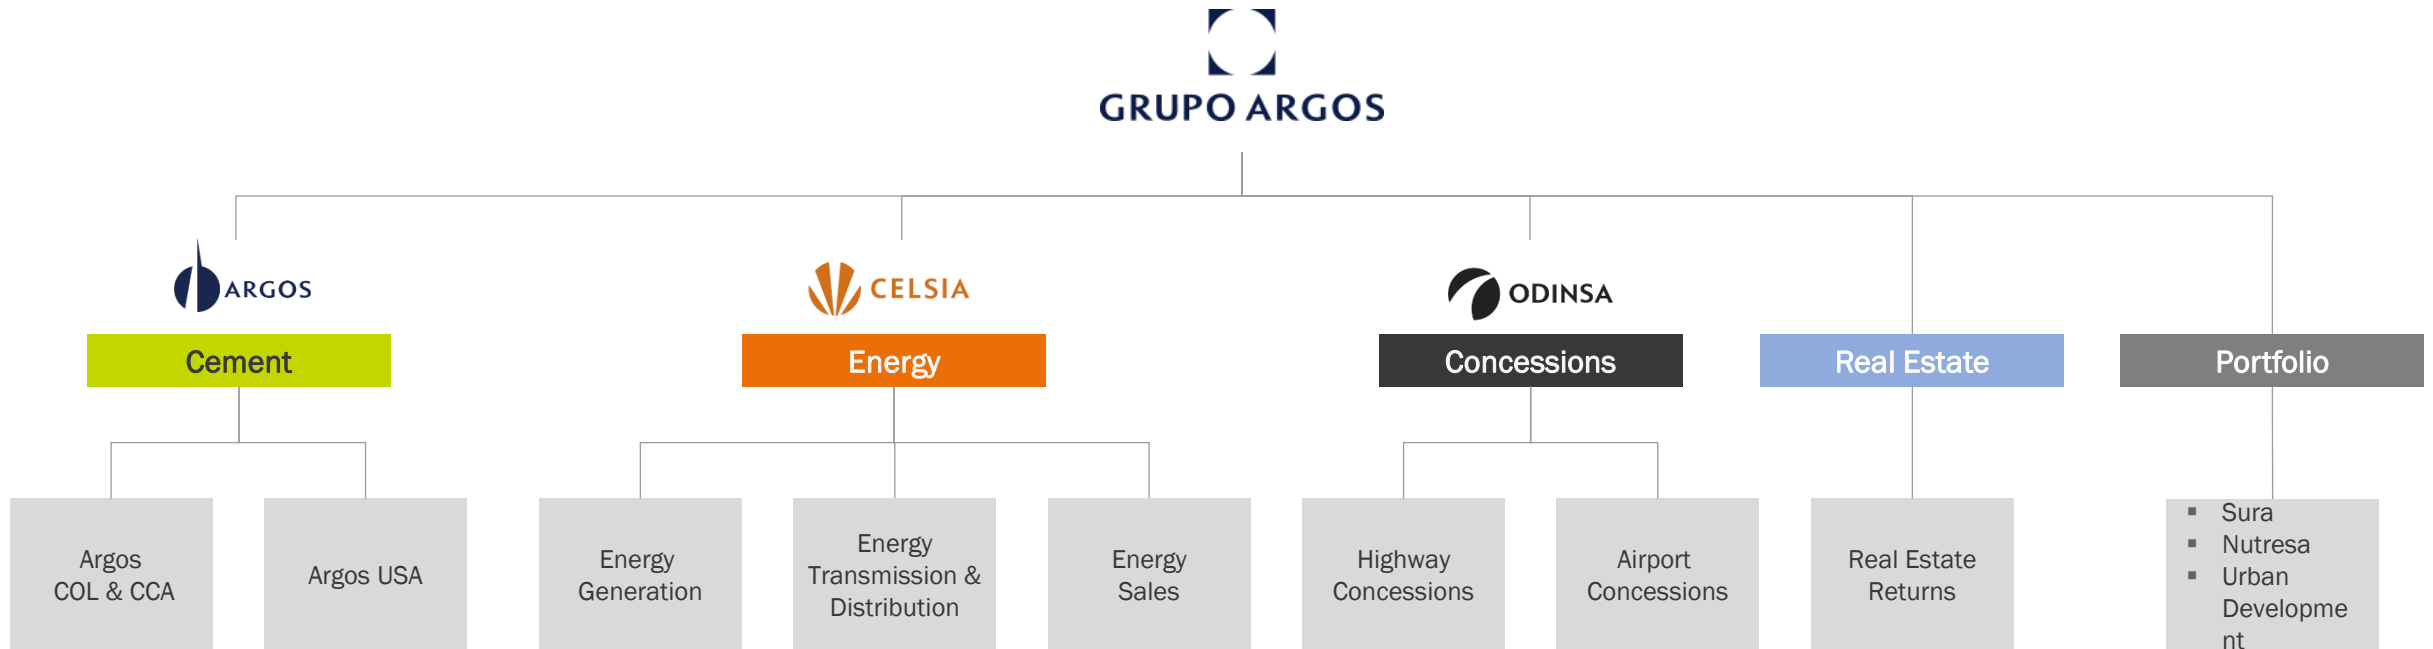 GRUPO ARGOS
ARGOS
CELSIA
ODINSA
Cement
Energy
Concessions
Real Estate
Portfolio
Argos
COL & CCA
Argos USA
Energy
Generation
Energy
Transmission &
Distribution
Energy
Sales
Highway
Concessions
Airport
Concessions
Real Estate
Returns
▪ Sura
▪ Nutresa
▪ Urban
Developme
nt